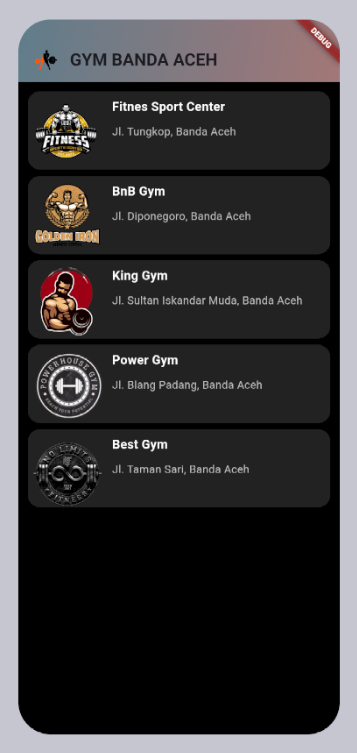 DEBUG
GYM BANDA ACEH
Fitnes Sport Center
Jl. Tungkop, Banda Aceh
FITNESS
BnB Gym
Jl. Diponegoro, Banda Aceh
GOLDEN IRON
King Gym
Jl. Sultan Iskandar Muda, Banda Aceh
Power Gym
Jl. Blang Padang, Banda Aceh
POWERHOUSE GYM
Best Gym
Jl. Taman Sari, Banda Aceh
NO LIMITS
FITNESS